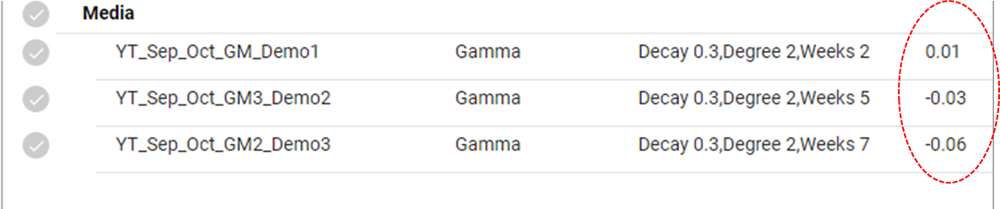 Media
YT_Sep_Oct_GM_Demo1 Gamma Decay 0.3,Degree 2,Weeks 2 0.01
YT_Sep_Oct_GM3_Demo2 Gamma Decay 0.3,Degree 2,Weeks 5 -0.03
YT_Sep_Oct_GM2_Demo3 Gamma Decay 0.3,Degree 2,Weeks 7 -0.06